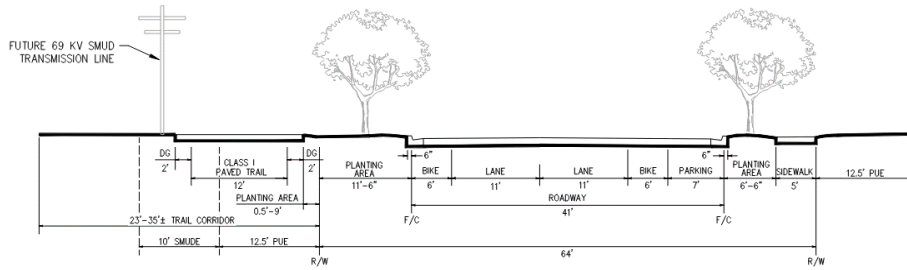 FUTURE 69 KV SMUD
TRANSMISSION LINE
DG
2'
CLASS I
PAVED TRAIL
12'
DG
2'
PLANTING AREA
0.5'-9'
23'-35'± TRAIL CORRIDOR
10' SMUDE
12.5' PUE
R/W
PLANTING
AREA
11'-6"
6"
BIKE
6'
LANE
11'
LANE
11'
BIKE
6'
PARKING
7'
6"
ROADWAY
41'
F/C
F/C
PLANTING
AREA
6'-6"
SIDEWALK
5'
12.5' PUE
64'
R/W